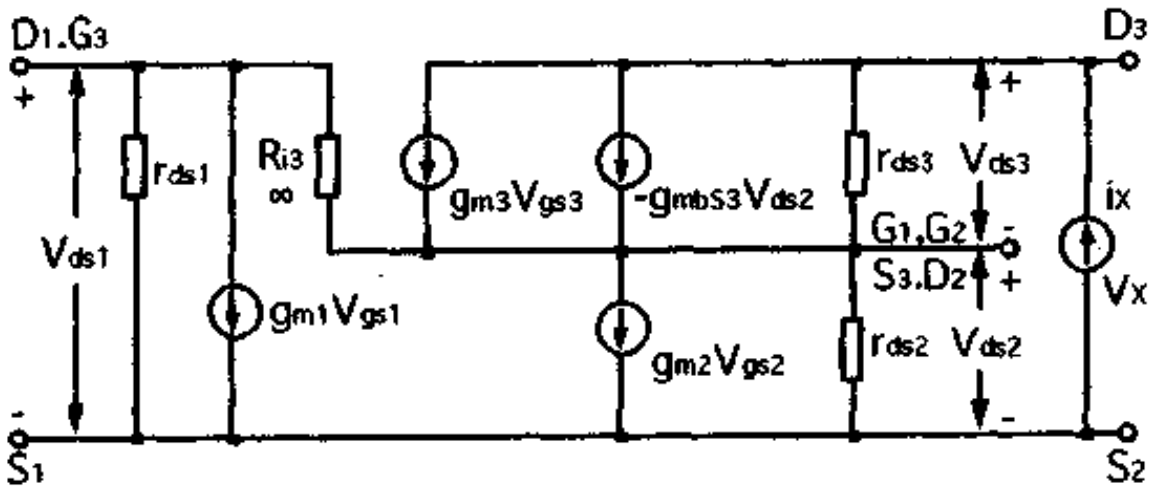 D1.G3
D3
+
+
rds1
Ri3
∞
gm3Vgs3
-gmbS3Vds2
rds3
Vds3
ix
Vds1
G1,G2
-
S3.D2
+
Vx
gm1Vgs1
gm2Vgs2
rds2
Vds2
-
-
S1
S2